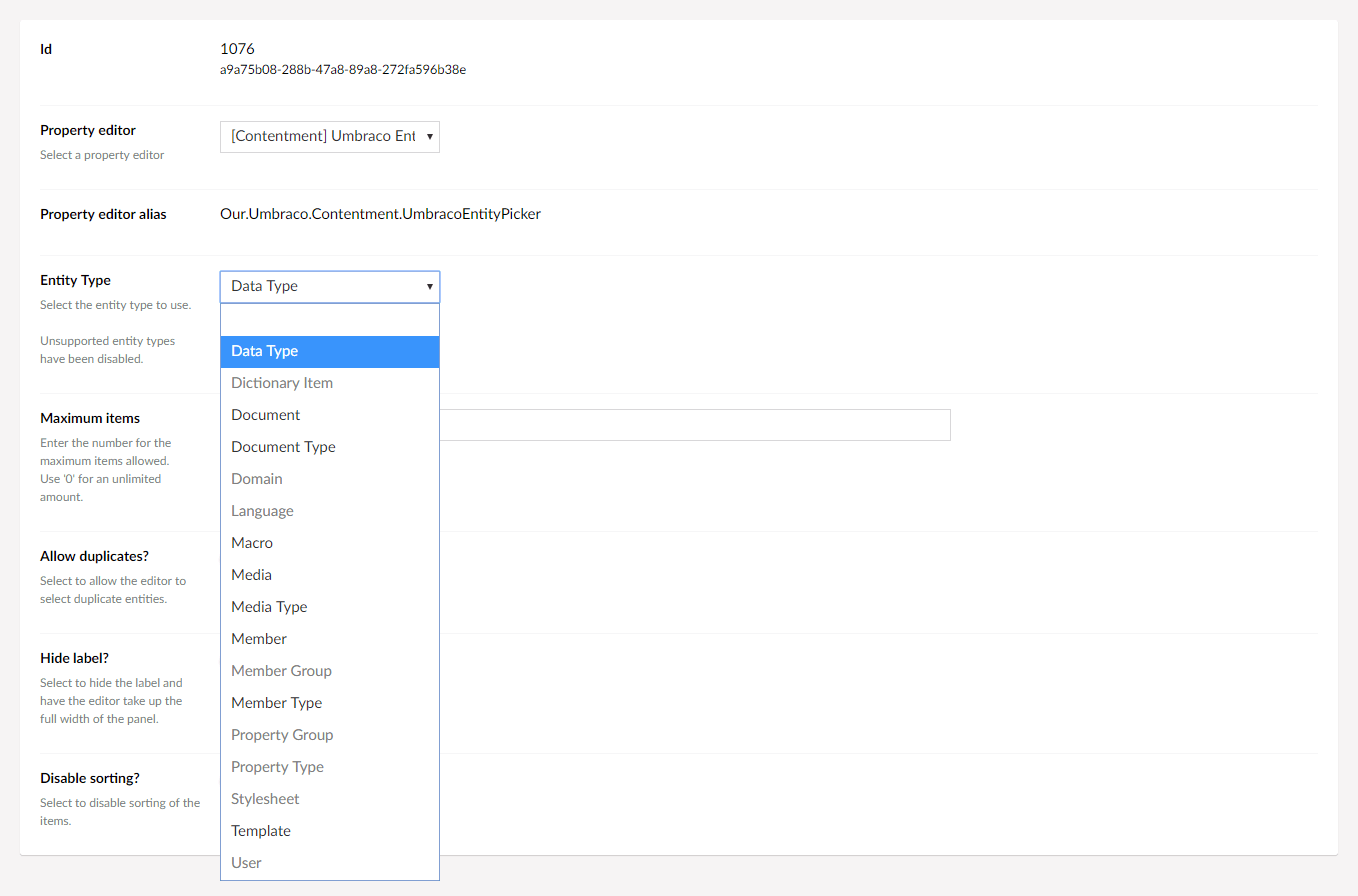 Id
1076
a9a75b08-288b-47a8-89a8-272fa596b38e
Property editor
Select a property editor
[Contentment] Umbraco Ent
Property editor alias
Our.Umbraco.Contentment.UmbracoEntityPicker
Entity Type
Select the entity type to use.
Unsupported entity types
have been disabled.
Data Type
Data Type
Dictionary Item
Document
Document Type
Domain
Language
Macro
Media
Media Type
Member
Member Group
Member Type
Property Group
Property Type
Stylesheet
Template
User
Maximum items
Enter the number for the
maximum items allowed.
Use '0' for an unlimited
amount.
Allow duplicates?
Select to allow the editor to
select duplicate entities.
Hide label?
Select to hide the label and
have the editor take up the
full width of the panel.
Disable sorting?
Select to disable sorting of the
items.